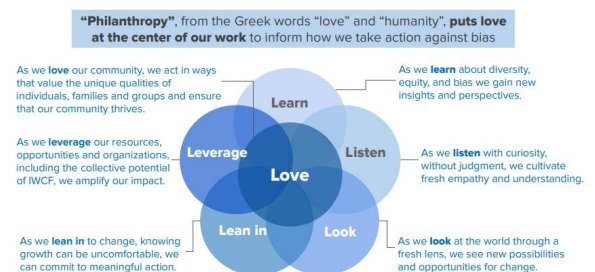 “Philanthropy”, from the Greek words “love” and “humanity”, puts love
at the center of our work to inform how we take action against bias
As we love our community, we act in ways
that value the unique qualities of
individuals, families and groups and ensure
that our community thrives.
As we learn about diversity,
equity, and bias we gain new
insights and perspectives.
Learn
As we leverage our resources,
opportunities and organizations,
including the collective potential
of IWCF, we amplify our impact.
Leverage
Listen
As we listen with curiosity,
without judgment, we cultivate
fresh empathy and understanding.
Love
Lean in
Look
As we lean in to change, knowing
growth can be uncomfortable, we
can commit to meaningful action.
As we look at the world through a
fresh lens, we see new possibilities
and opportunities for change.